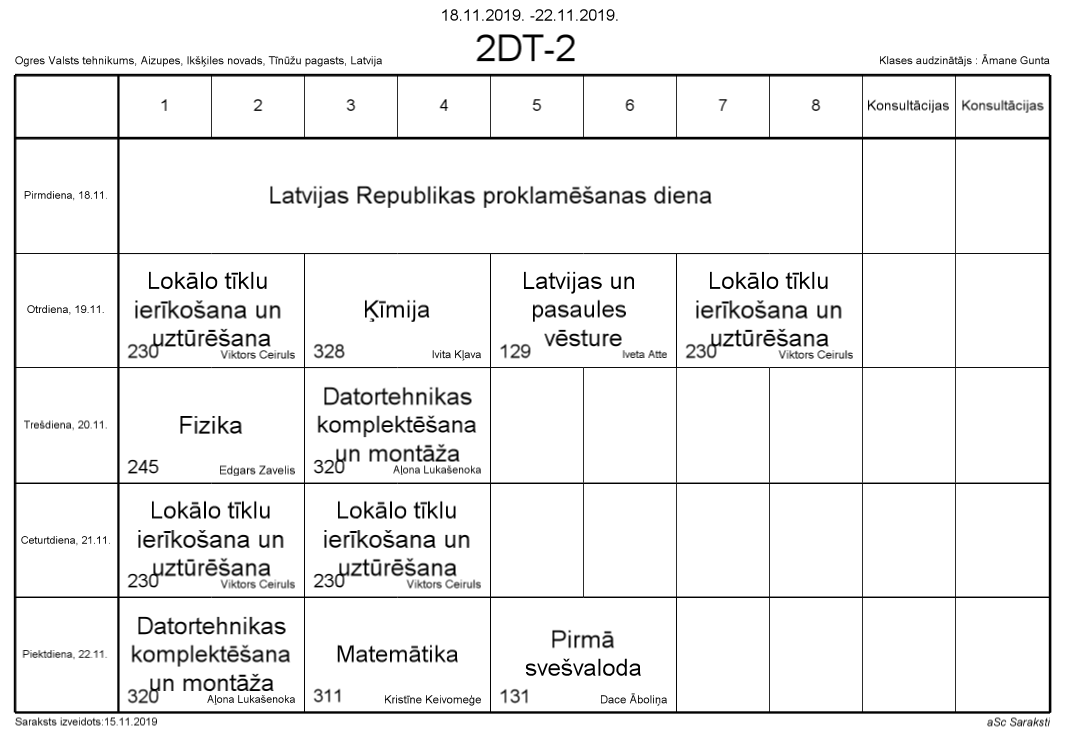 18.11.2019. -22.11.2019.
2DT-2
Ogres Valsts tehnikums, Aizupes, Ikšķiles novads, Tīnūžu pagasts, Latvija
Klases audzinātājs : Āmane Gunta
1 2 3 4 5 6 7 8 Konsultācijas Konsultācijas
Pirmdiena, 18.11.
Latvijas Republikas proklamēšanas diena
Otrdiena, 19.11.
Lokālo tīklu
ierīkošana un
uztūrēšana
230 Viktors Ceiruls
Ķīmija
328 Ivita Kļava
Latvijas un
pasaules
vēsture
129 Iveta Atte
Lokālo tīklu
ierīkošana un
uztūrēšana
230 Viktors Ceiruls
Trešdiena, 20.11.
Fizika
245 Edgars Zavelis
Datortehnikas
komplektēšana
un montāža
320 Aļona Lukašenoka
Ceturtdiena, 21.11.
Lokālo tīklu
ierīkošana un
uztūrēšana
230 Viktors Ceiruls
Lokālo tīklu
ierīkošana un
uztūrēšana
230 Viktors Ceiruls
Piektdiena, 22.11.
Datortehnikas
komplektēšana
un montāža
320 Aļona Lukašenoka
Matemātika
311 Kristīne Keivomeģe
Pirmā
svešvaloda
131 Dace Āboliņa
Saraksts izveidots:15.11.2019
aSc Saraksti